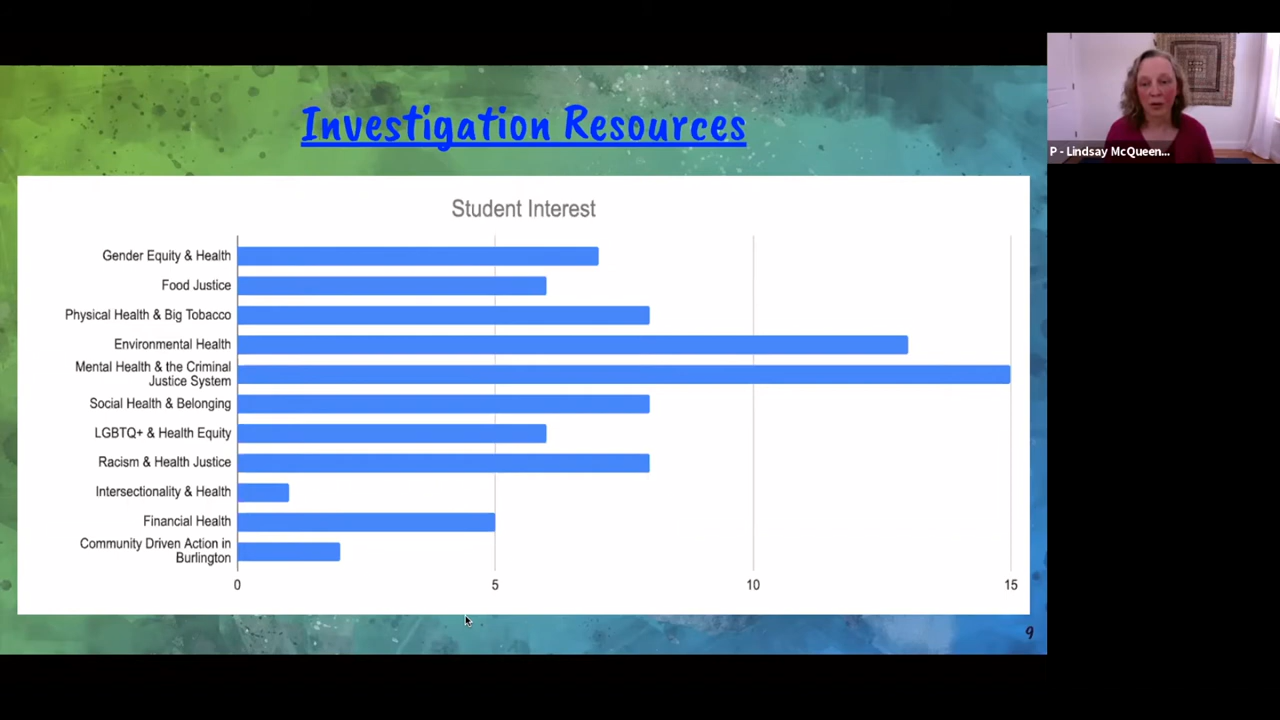 Investigation Resources
P - Lindsay McQueen...
Student Interest
Gender Equity & Health
Food Justice
Physical Health & Big Tobacco
Environmental Health
Mental Health & the Criminal
Justice System
Social Health & Belonging
LGBTQ+ & Health Equity
Racism & Health Justice
Intersectionality & Health
Financial Health
Community Driven Action in
Burlington
0 5 10 15
9